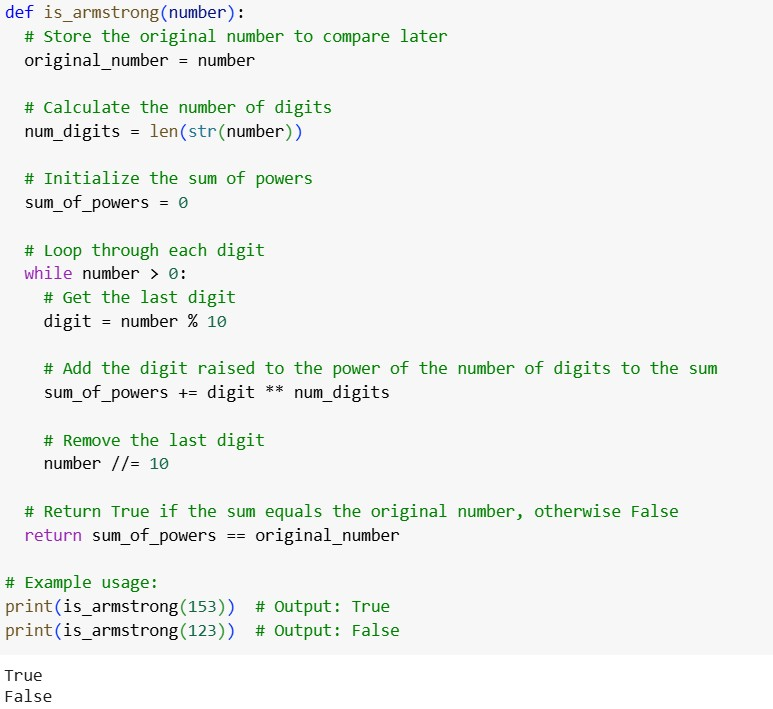 def is_armstrong(number):
  # Store the original number to compare later
  original_number = number

  # Calculate the number of digits
  num_digits = len(str(number))

  # Initialize the sum of powers
  sum_of_powers = 0

  # Loop through each digit
  while number > 0:
    # Get the last digit
    digit = number % 10

    # Add the digit raised to the power of the number of digits to the sum
    sum_of_powers += digit ** num_digits

    # Remove the last digit
    number //= 10

  # Return True if the sum equals the original number, otherwise False
  return sum_of_powers == original_number

# Example usage:
print(is_armstrong(153))  # Output: True
print(is_armstrong(123))  # Output: False

True
False